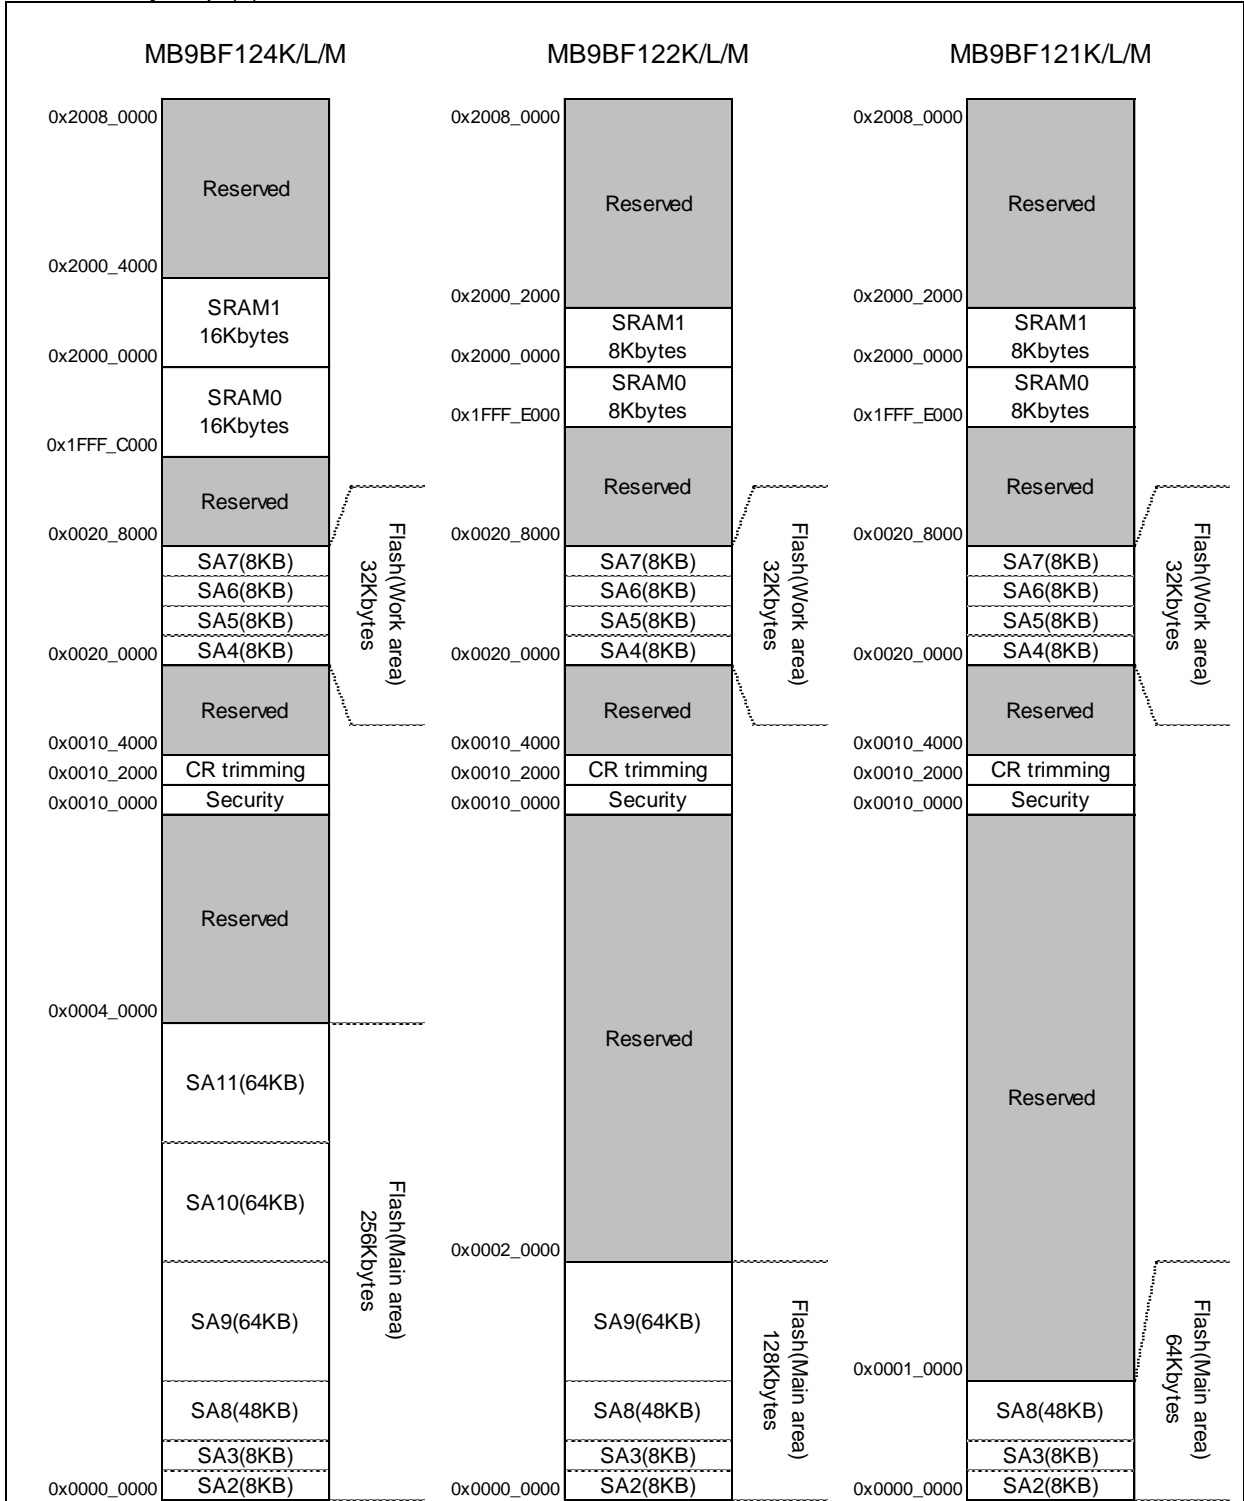 MB9BF124K/L/M
0x2008_0000
Reserved
0x2000_4000
SRAM1
16Kbytes
0x2000_0000
SRAM0
16Kbytes
0x1FFF_C000
Reserved
0x0020_8000
SA7(8KB)
SA6(8KB)
SA5(8KB)
SA4(8KB)
0x0020_0000
Flash(Work area)
32Kbytes
Reserved
0x0010_4000
CR trimming
0x0010_2000
Security
0x0010_0000
Reserved
0x0004_0000
SA11(64KB)
SA10(64KB)
SA9(64KB)
SA8(48KB)
SA3(8KB)
SA2(8KB)
0x0000_0000
Flash(Main area)
256Kbytes
MB9BF122K/L/M
0x2008_0000
Reserved
0x2000_2000
SRAM1
8Kbytes
0x2000_0000
SRAM0
8Kbytes
0x1FFF_E000
Reserved
0x0020_8000
SA7(8KB)
SA6(8KB)
SA5(8KB)
SA4(8KB)
0x0020_0000
Flash(Work area)
32Kbytes
Reserved
0x0010_4000
CR trimming
0x0010_2000
Security
0x0010_0000
Reserved
0x0002_0000
SA9(64KB)
SA8(48KB)
SA3(8KB)
SA2(8KB)
0x0000_0000
Flash(Main area)
128Kbytes
MB9BF121K/L/M
0x2008_0000
Reserved
0x2000_2000
SRAM1
8Kbytes
0x2000_0000
SRAM0
8Kbytes
0x1FFF_E000
Reserved
0x0020_8000
SA7(8KB)
SA6(8KB)
SA5(8KB)
SA4(8KB)
0x0020_0000
Flash(Work area)
32Kbytes
Reserved
0x0010_4000
CR trimming
0x0010_2000
Security
0x0010_0000
Reserved
0x0001_0000
SA8(48KB)
SA3(8KB)
SA2(8KB)
0x0000_0000
Flash(Main area)
64Kbytes